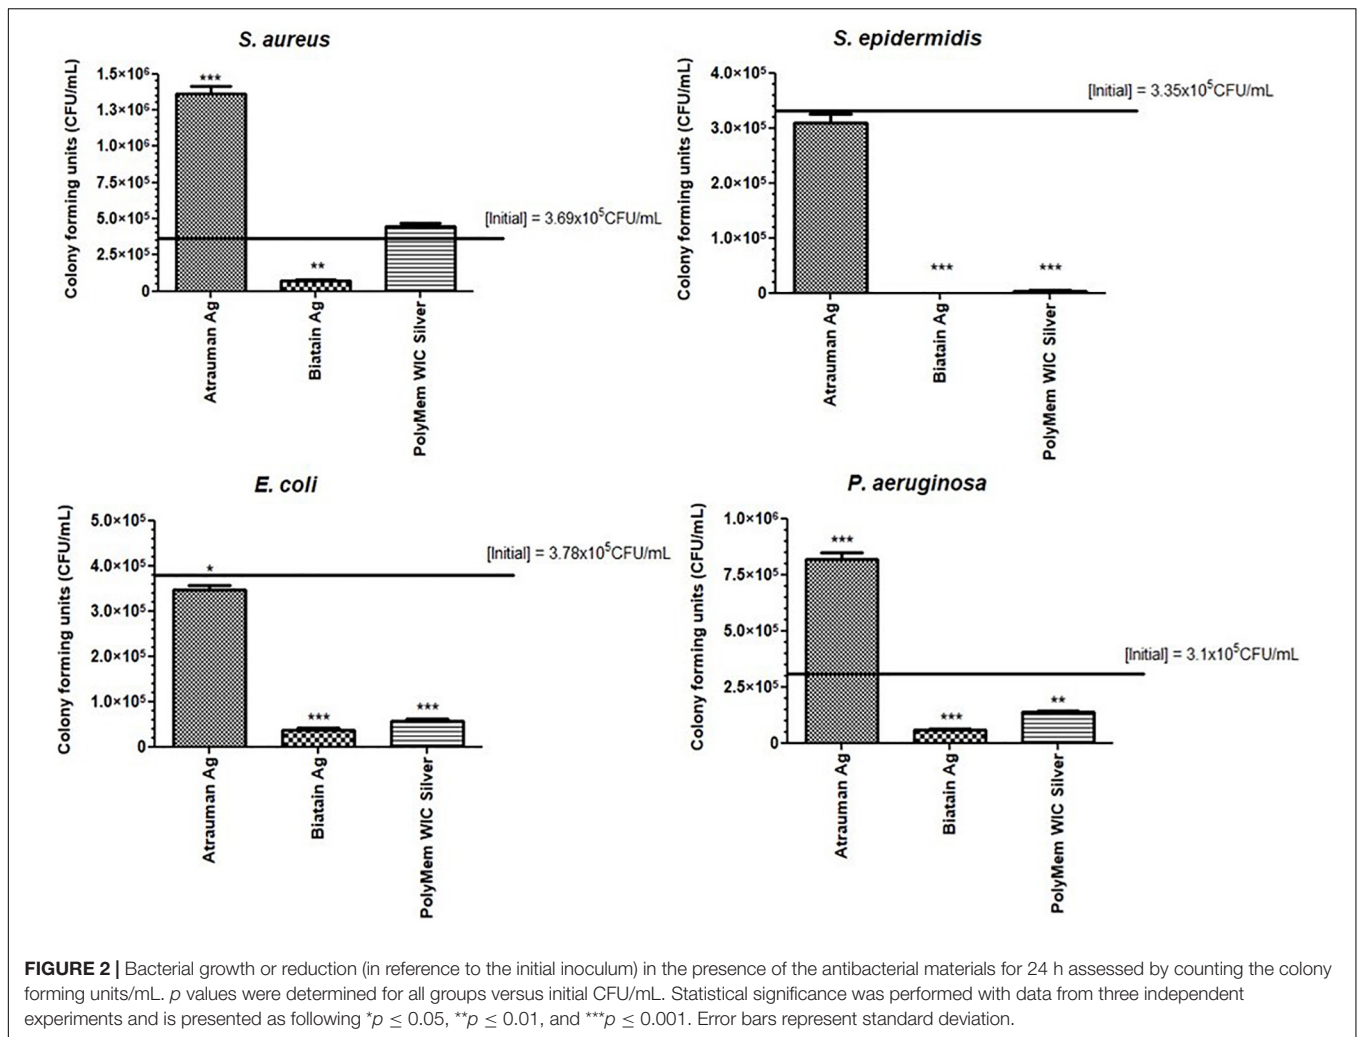 S. aureus
Colony forming units (CFU/mL)
1.5×10⁶
1.3×10⁶
1.0×10⁶
7.5×10⁵
5.0×10⁵
2.5×10⁵
0
***
**
[Initial] = 3.69x10⁵CFU/mL
Atrauman Ag
Biatain Ag
PolyMem WIC Silver
S. epidermidis
Colony forming units (CFU/mL)
4.0×10⁵
3.0×10⁵
2.0×10⁵
1.0×10⁵
0
[Initial] = 3.35x10⁵CFU/mL
***
***
Atrauman Ag
Biatain Ag
PolyMem WIC Silver
E. coli
Colony forming units (CFU/mL)
5.0×10⁵
4.0×10⁵
3.0×10⁵
2.0×10⁵
1.0×10⁵
0
[Initial] = 3.78x10⁵CFU/mL
*
***
***
Atrauman Ag
Biatain Ag
PolyMem WIC Silver
P. aeruginosa
Colony forming units (CFU/mL)
1.0×10⁶
7.5×10⁵
5.0×10⁵
2.5×10⁵
0
***
[Initial] = 3.1x10⁵CFU/mL
***
**
Atrauman Ag
Biatain Ag
PolyMem WIC Silver
FIGURE 2 | Bacterial growth or reduction (in reference to the initial inoculum) in the presence of the antibacterial materials for 24 h assessed by counting the colony
forming units/mL. p values were determined for all groups versus initial CFU/mL. Statistical significance was performed with data from three independent
experiments and is presented as following *p ≤ 0.05, **p ≤ 0.01, and ***p ≤ 0.001. Error bars represent standard deviation.